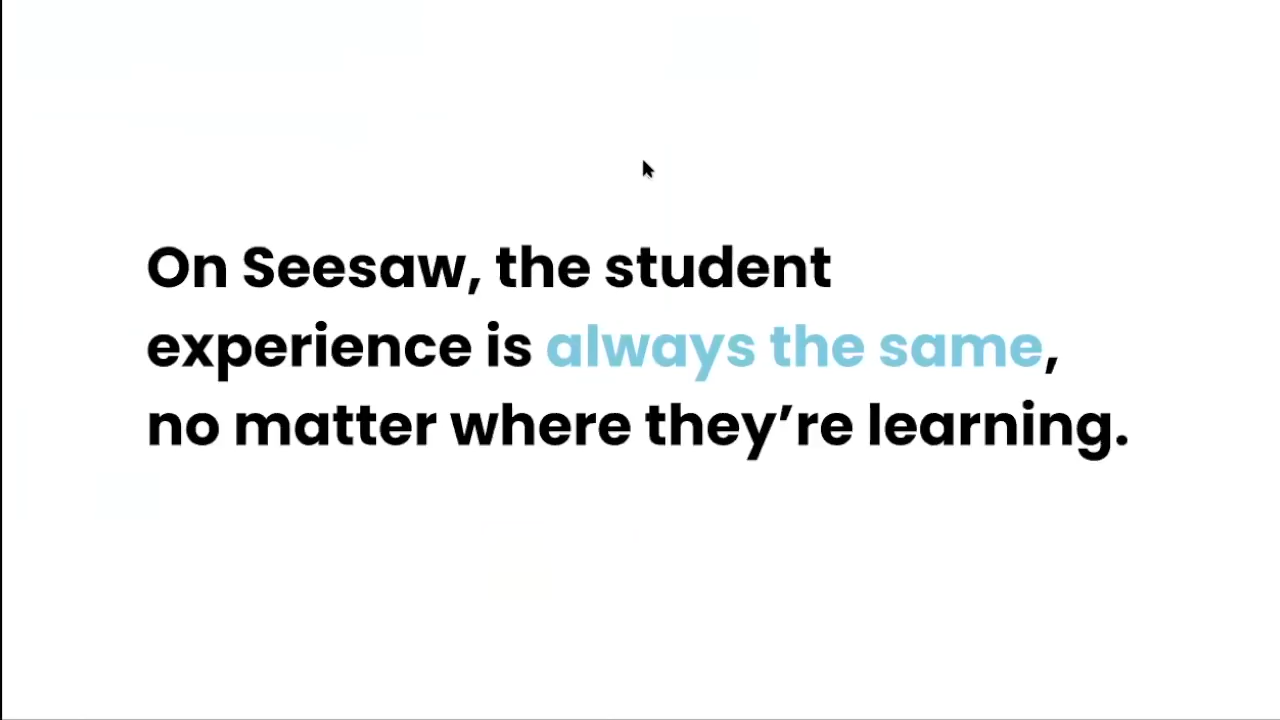 On Seesaw, the student
experience is always the same,
no matter where they’re learning.